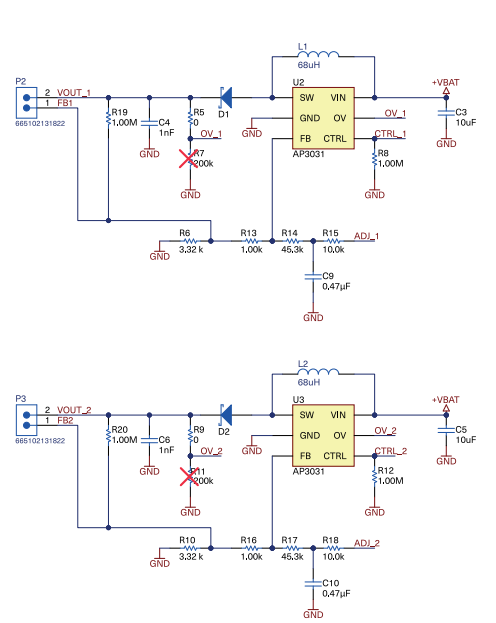 L1
68uH
P2
2 VOUT_1
1 FB1
665102131822
R19
1.00M
C4
1nF
GND
R5
0
OV_1
R7
200k
GND
D1
U2
SW VIN
GND OV
FB CTRL
AP3031
GND
OV_1
CTRL_1
R8
1.00M
GND
+VBAT
C3
10uF
GND
R6
3.32 k
GND
R13
1.00k
R14
45.3k
R15
10.0k
ADJ_1
C9
0.47µF
GND
L2
68uH
P3
2 VOUT_2
1 FB2
665102131822
R20
1.00M
C6
1nF
GND
R9
0
OV_2
R11
200k
GND
D2
U3
SW VIN
GND OV
FB CTRL
AP3031
GND
OV_2
CTRL_2
R12
1.00M
GND
+VBAT
C5
10uF
GND
R10
3.32 k
GND
R16
1.00k
R17
45.3k
R18
10.0k
ADJ_2
C10
0.47µF
GND